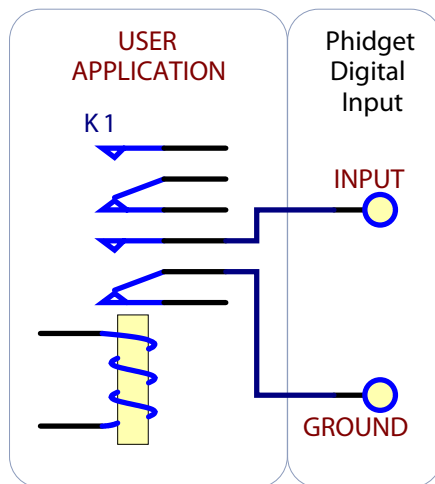 USER
APPLICATION
K1
Phidget
Digital
Input
INPUT
GROUND